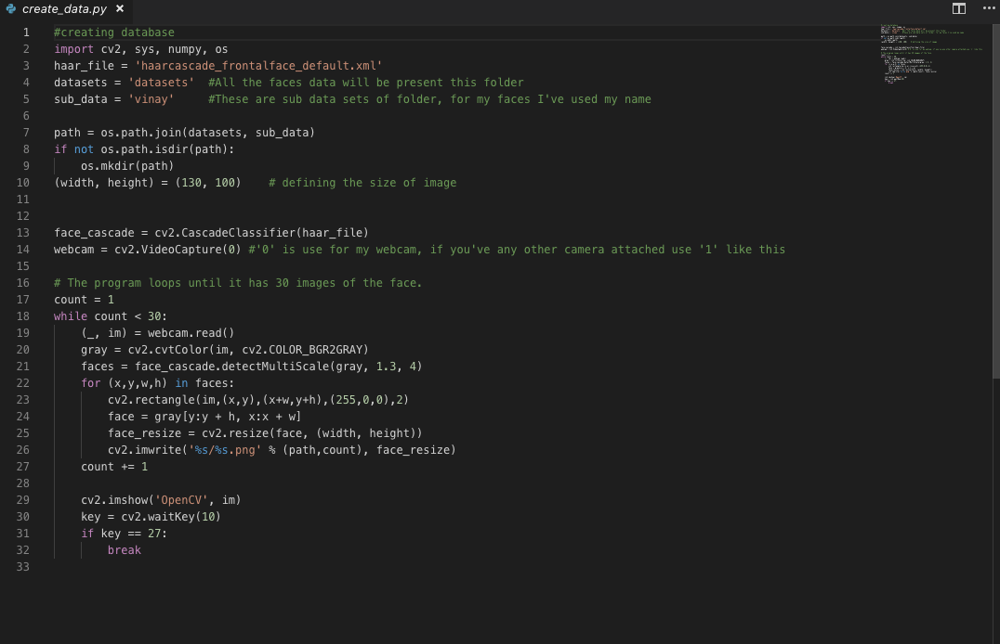 create_data.py ×
1 #creating database
2 import cv2, sys, numpy, os
3 haar_file = 'haarcascade_frontalface_default.xml'
4 datasets = 'datasets'  #All the faces data will be present this folder
5 sub_data = 'vinay'     #These are sub data sets of folder, for my faces I've used my name
6
7 path = os.path.join(datasets, sub_data)
8 if not os.path.isdir(path):
9     os.mkdir(path)
10 (width, height) = (130, 100)    # defining the size of image
11
12
13 face_cascade = cv2.CascadeClassifier(haar_file)
14 webcam = cv2.VideoCapture(0) #'0' is use for my webcam, if you've any other camera attached use '1' like this
15
16 # The program loops until it has 30 images of the face.
17 count = 1
18 while count < 30:
19     (_, im) = webcam.read()
20     gray = cv2.cvtColor(im, cv2.COLOR_BGR2GRAY)
21     faces = face_cascade.detectMultiScale(gray, 1.3, 4)
22     for (x,y,w,h) in faces:
23         cv2.rectangle(im,(x,y),(x+w,y+h),(255,0,0),2)
24         face = gray[y:y + h, x:x + w]
25         face_resize = cv2.resize(face, (width, height))
26         cv2.imwrite('%s/%s.png' % (path,count), face_resize)
27     count += 1
28
29     cv2.imshow('OpenCV', im)
30     key = cv2.waitKey(10)
31     if key == 27:
32         break
33